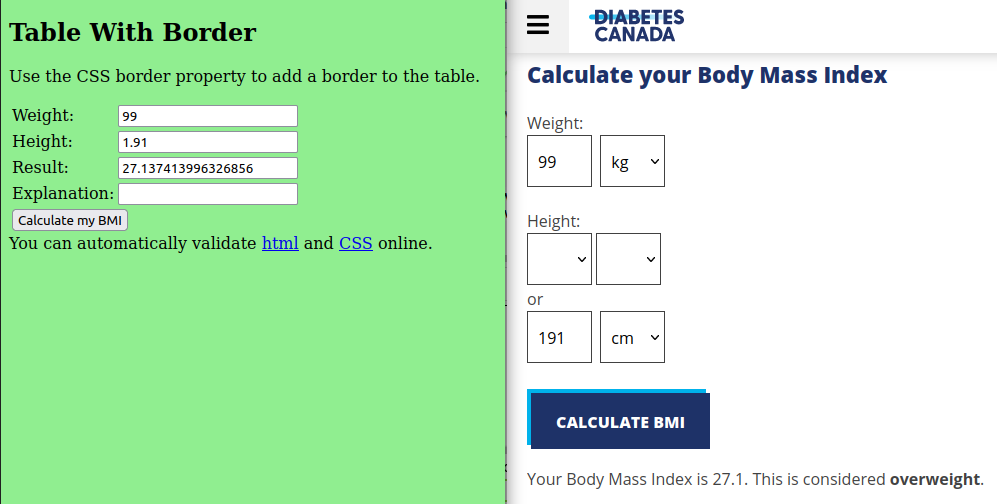 Table With Border
Use the CSS border property to add a border to the table.
Weight: 99
Height: 1.91
Result: 27.137413996326856
Explanation:
Calculate my BMI
You can automatically validate html and CSS online.
DIABETES
CANADA
Calculate your Body Mass Index
Weight:
99 kg
Height:
or
191 cm
CALCULATE BMI
Your Body Mass Index is 27.1. This is considered overweight.